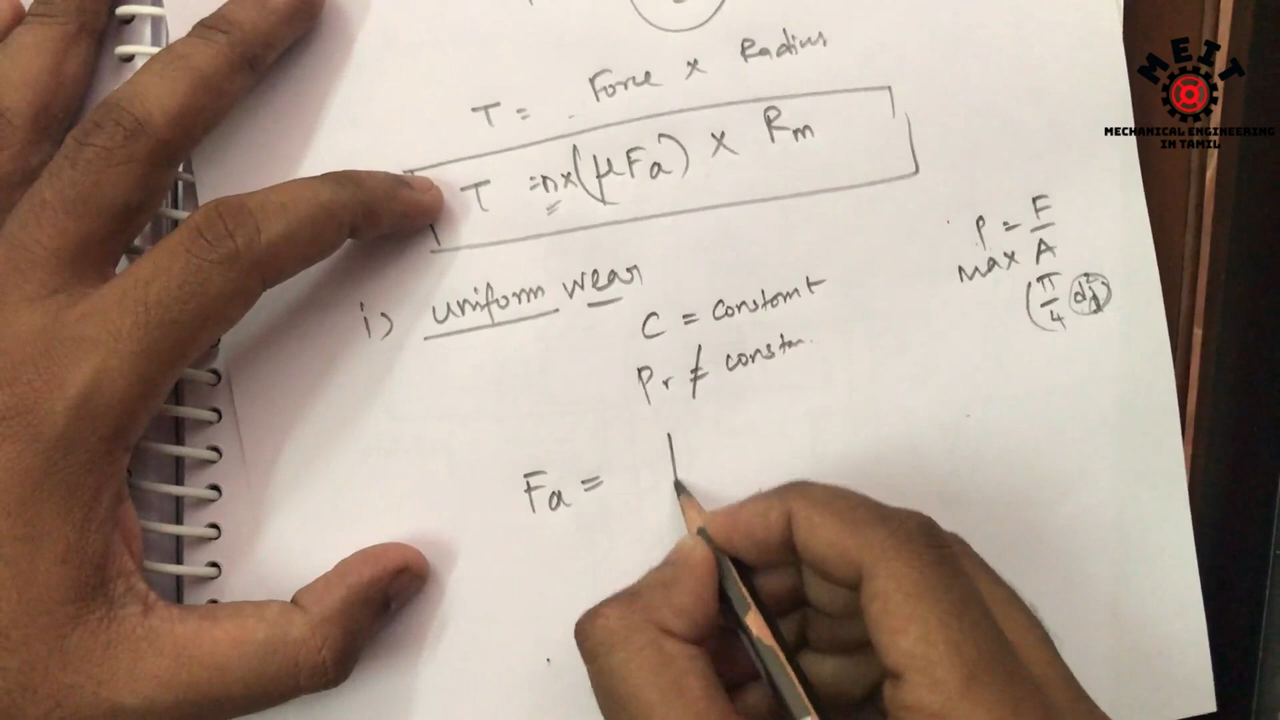 T = Force × Radius
T = n×(μFa) × Rm
i) uniform wear
C = constant
Pr ≠ constan.
Fa =
P = F
max A
(π/4 d²)
MEIT
MECHANICAL ENGINEERING
IN TAMIL